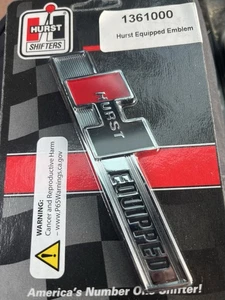 HURST
SHIFTERS
1361000
Hurst Equipped Emblem
HURST
EQUIPPED
WARNING:
Cancer and Reproductive Harm
– www.P65Warnings.ca.gov
America's Number One Shifter!